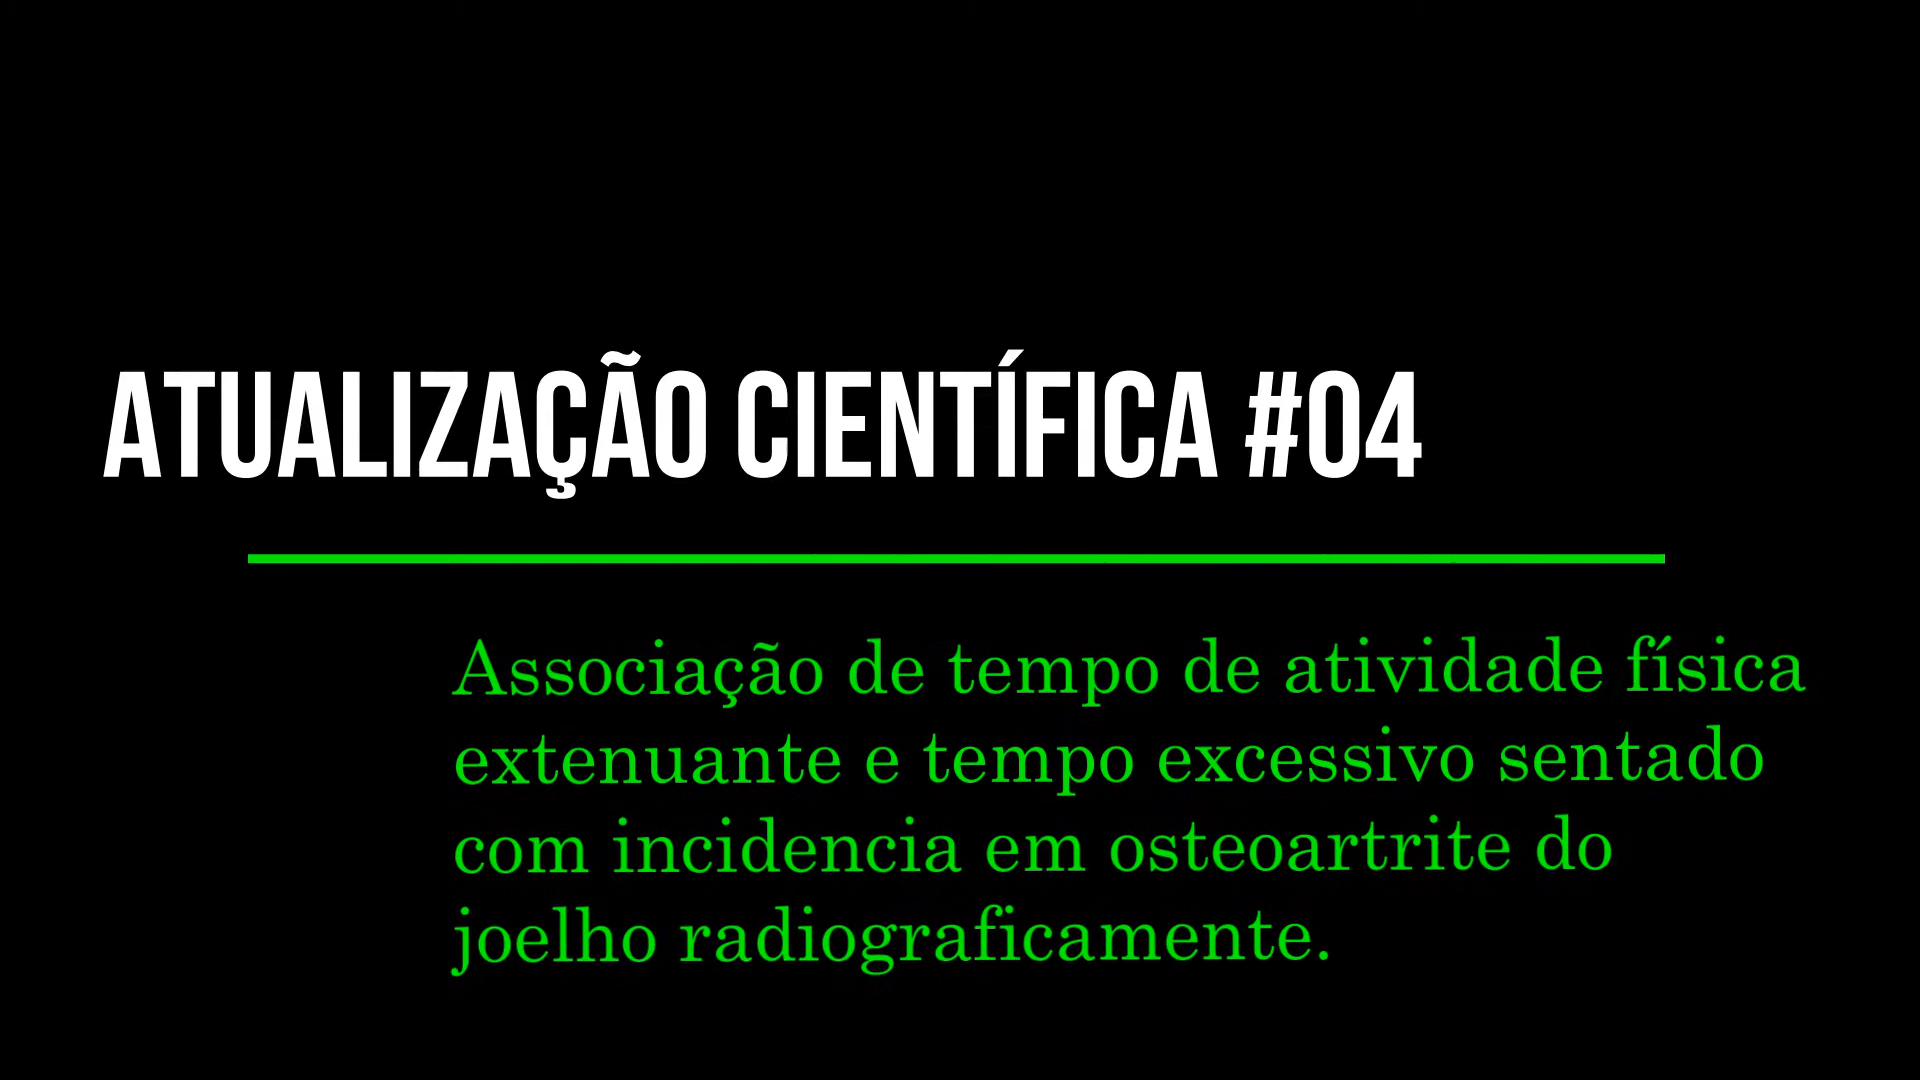 ATUALIZAÇÃO CIENTÍFICA #04
Associação de tempo de atividade física
extenuante e tempo excessivo sentado
com incidencia em osteoartrite do
joelho radiograficamente.